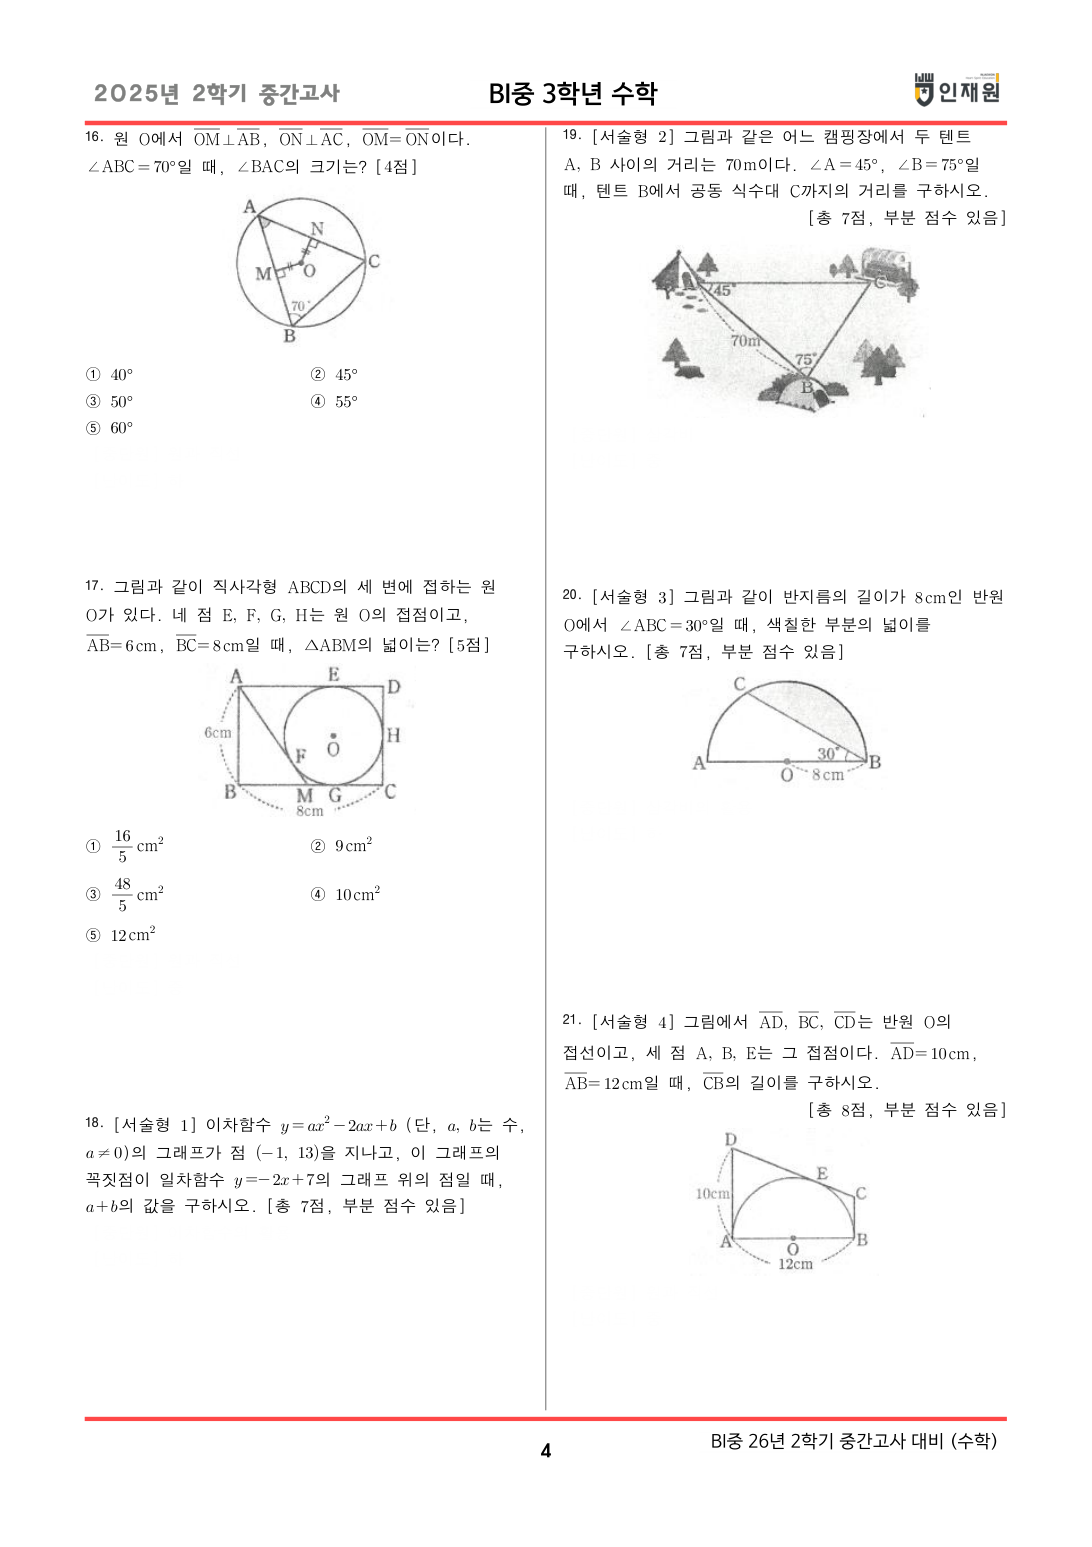 2025년 2학기 중간고사
BI중 3학년 수학
IJW 인재원
16. 원 O에서 OM⊥AB, ON⊥AC, OM=ON이다.
∠ABC=70°일 때, ∠BAC의 크기는? [4점]
A
N
C
M
O
70°
B
① 40°
② 45°
③ 50°
④ 55°
⑤ 60°
17. 그림과 같이 직사각형 ABCD의 세 변에 접하는 원
O가 있다. 네 점 E, F, G, H는 원 O의 접점이고,
AB=6cm, BC=8cm일 때, △ABM의 넓이는? [5점]
A
E
D
6cm
H
O
F
B
M G
C
8cm
① 16/5 cm²
② 9cm²
③ 48/5 cm²
④ 10cm²
⑤ 12cm²
18. [서술형 1] 이차함수 y=ax²-2ax+b (단, a, b는 수,
a≠0)의 그래프가 점 (-1, 13)을 지나고, 이 그래프의
꼭짓점이 일차함수 y=-2x+7의 그래프 위의 점일 때,
a+b의 값을 구하시오. [총 7점, 부분 점수 있음]
19. [서술형 2] 그림과 같은 어느 캠핑장에서 두 텐트
A, B 사이의 거리는 70m이다. ∠A=45°, ∠B=75°일
때, 텐트 B에서 공동 식수대 C까지의 거리를 구하시오.
[총 7점, 부분 점수 있음]
C
45°
70m
75°
B
20. [서술형 3] 그림과 같이 반지름의 길이가 8cm인 반원
O에서 ∠ABC=30°일 때, 색칠한 부분의 넓이를
구하시오. [총 7점, 부분 점수 있음]
C
30°
A
O
B
8cm
21. [서술형 4] 그림에서 AD, BC, CD는 반원 O의
접선이고, 세 점 A, B, E는 그 접점이다. AD=10cm,
AB=12cm일 때, CB의 길이를 구하시오.
[총 8점, 부분 점수 있음]
D
E
10cm
C
A
O
B
12cm
4
BI중 26년 2학기 중간고사 대비 (수학)